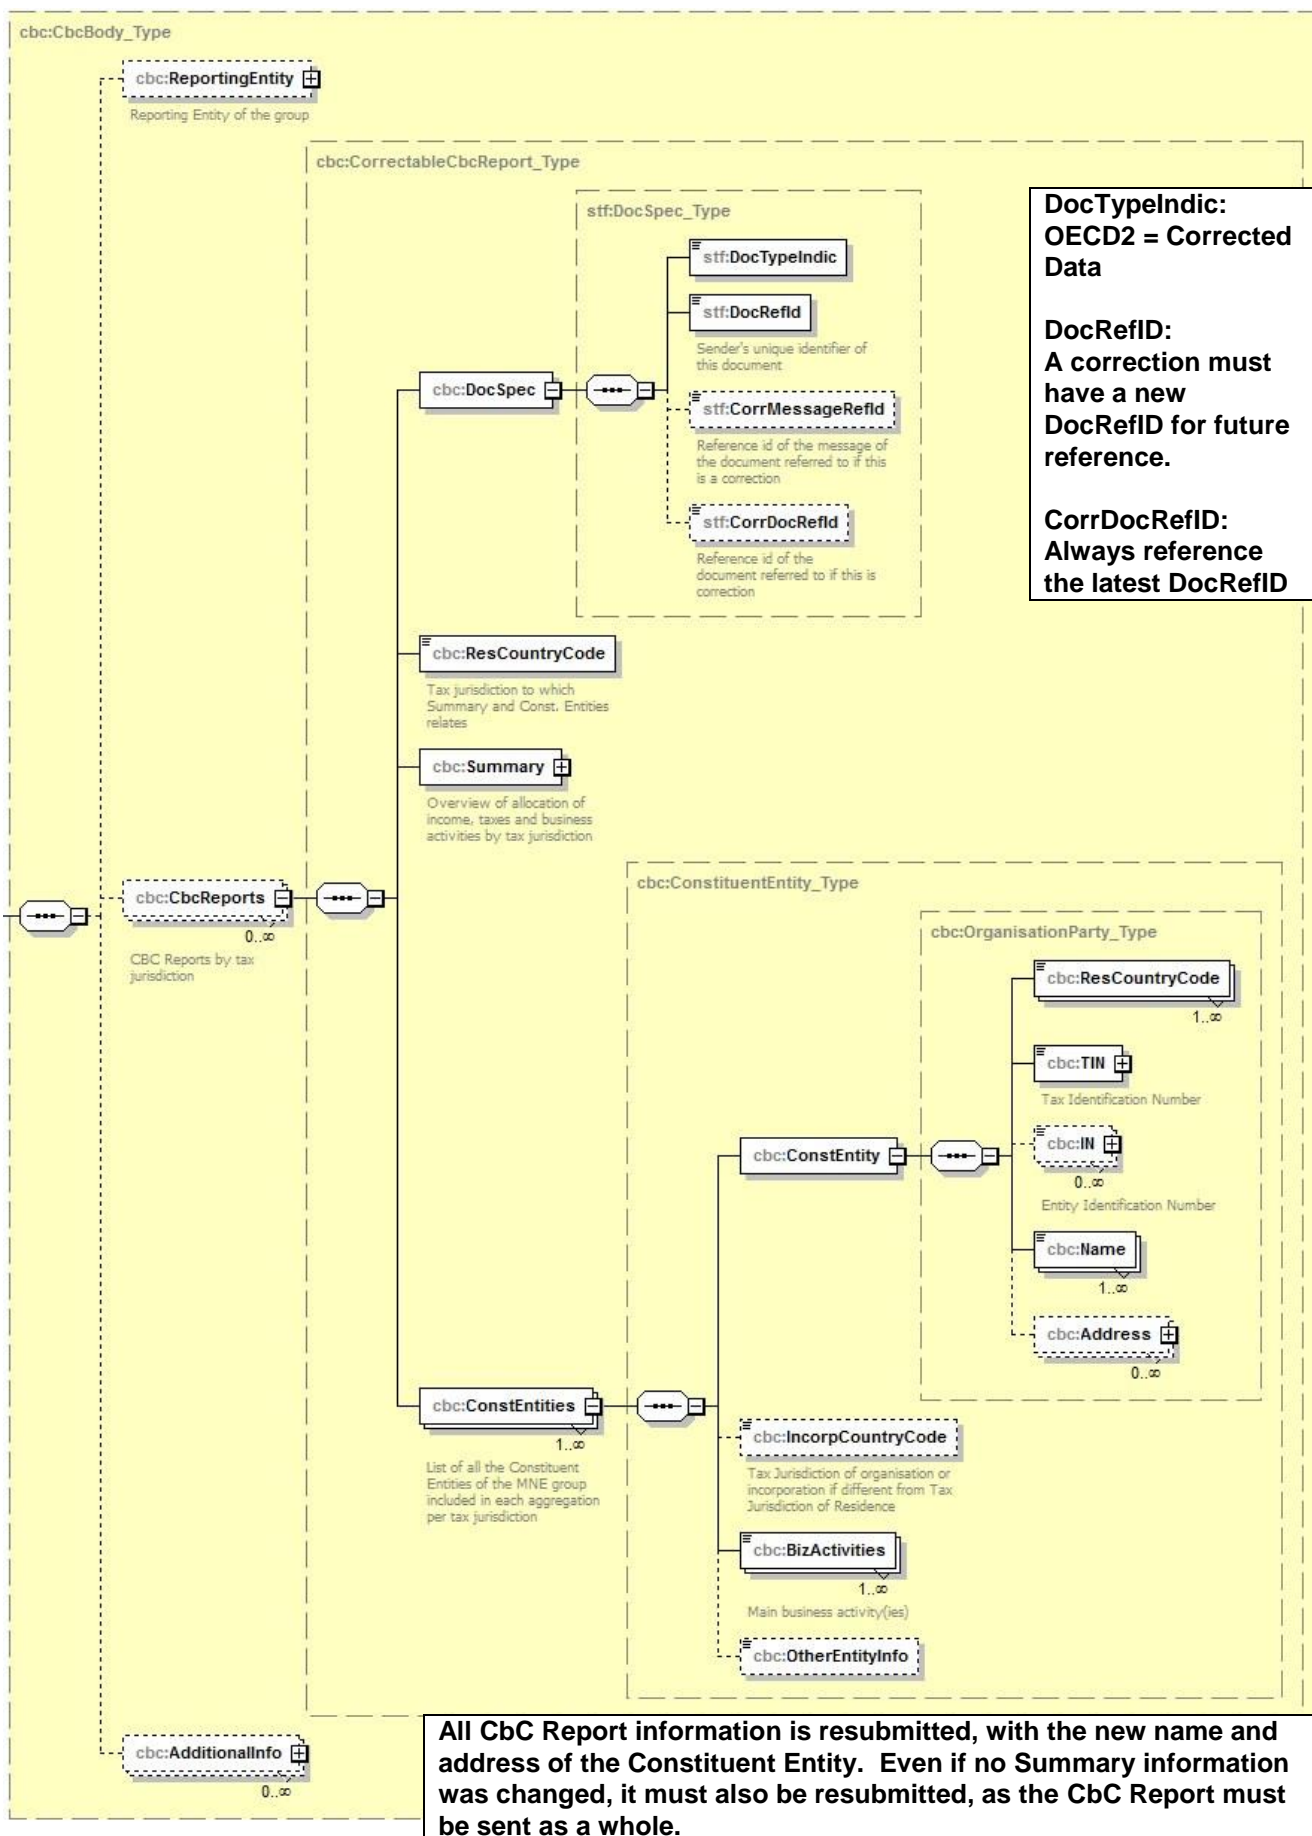 cbc:CbcBody_Type
cbc:ReportingEntity
Reporting Entity of the group
cbc:CorrectableCbcReport_Type
stf:DocSpec_Type
stf:DocTypeIndic
stf:DocRefId
Sender's unique identifier of
this document
cbc:DocSpec
stf:CorrMessageRefId
Reference id of the message of
the document referred to if this
is a correction
stf:CorrDocRefId
Reference id of the
document referred to if this is
correction
DocTypeIndic:
OECD2 = Corrected
Data
DocRefID:
A correction must
have a new
DocRefID for future
reference.
CorrDocRefID:
Always reference
the latest DocRefID
cbc:ResCountryCode
Tax jurisdiction to which
Summary and Const. Entities
relates
cbc:Summary
Overview of allocation of
income, taxes and business
activities by tax jurisdiction
cbc:CbcReports
0..∞
CBC Reports by tax
jurisdiction
cbc:ConstituentEntity_Type
cbc:OrganisationParty_Type
cbc:ResCountryCode
1..∞
cbc:TIN
Tax Identification Number
cbc:ConstEntity
cbc:IN
0..∞
Entity Identification Number
cbc:Name
1..∞
cbc:Address
0..∞
cbc:ConstEntities
1..∞
List of all the Constituent
Entities of the MNE group
included in each aggregation
per tax jurisdiction
cbc:IncorpCountryCode
Tax Jurisdiction of organisation or
incorporation if different from Tax
Jurisdiction of Residence
cbc:BizActivities
1..∞
Main business activity(ies)
cbc:OtherEntityInfo
cbc:AdditionalInfo
0..∞
All CbC Report information is resubmitted, with the new name and
address of the Constituent Entity.  Even if no Summary information
was changed, it must also be resubmitted, as the CbC Report must
be sent as a whole.